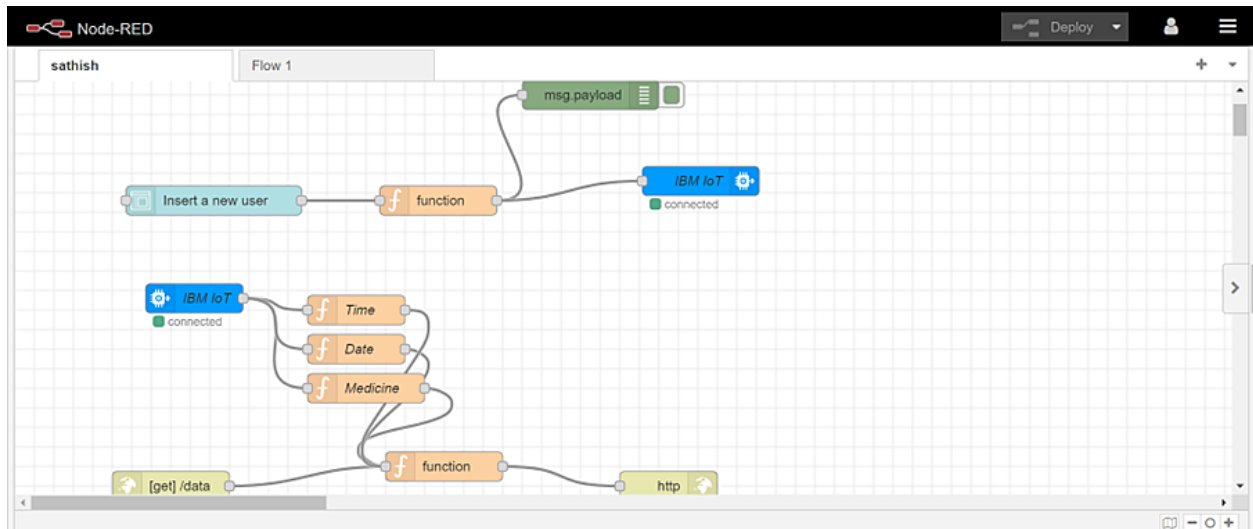 Node-RED
Deploy
sathish
Flow 1
msg.payload
Insert a new user
function
IBM IoT
connected
IBM IoT
connected
Time
Date
Medicine
function
[get] /data
http